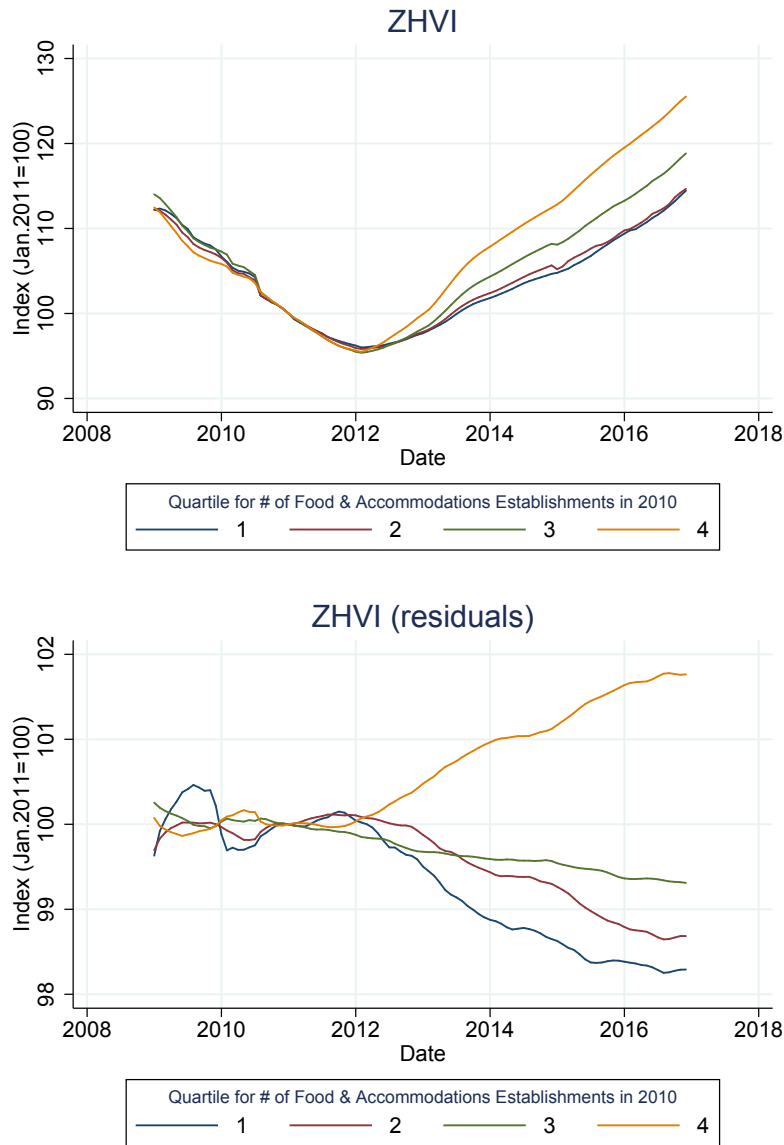 ZHVI
Index (Jan.2011=100)
130
120
110
100
90
2008 2010 2012 2014 2016 2018
Date
Quartile for # of Food & Accommodations Establishments in 2010
1 2 3 4
ZHVI (residuals)
Index (Jan.2011=100)
102
101
100
99
98
2008 2010 2012 2014 2016 2018
Date
Quartile for # of Food & Accommodations Establishments in 2010
1 2 3 4